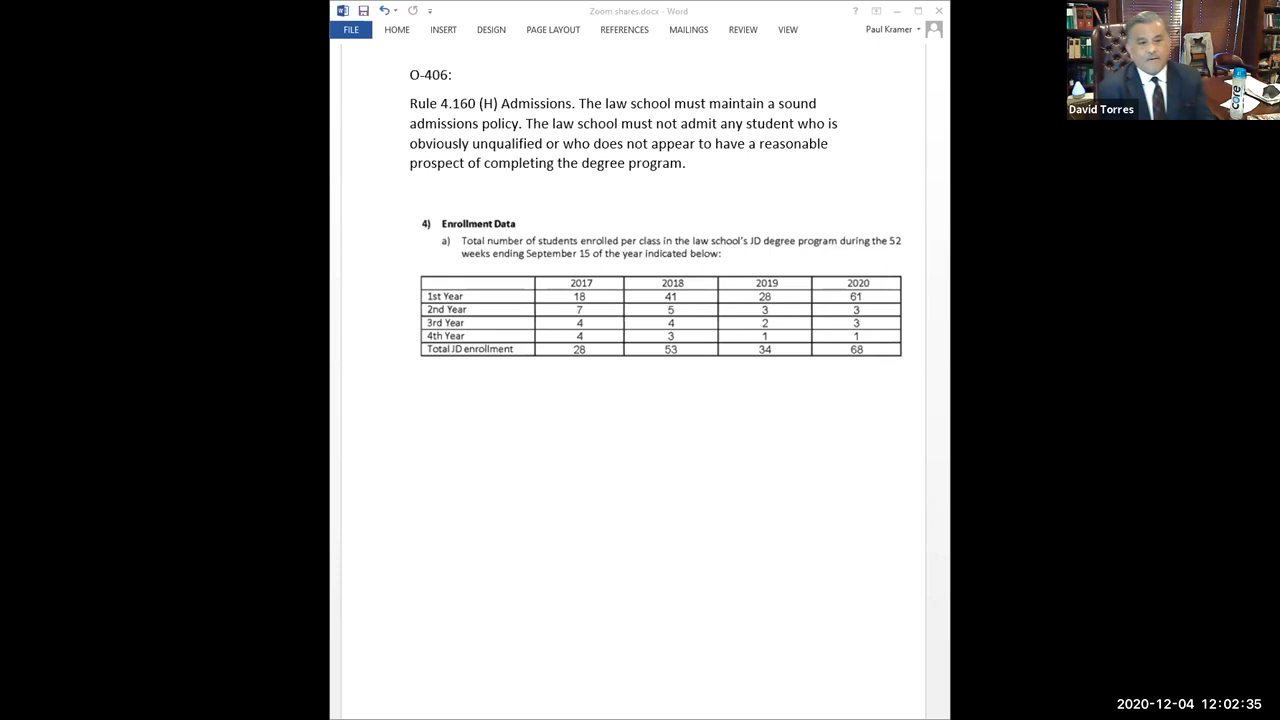 Zoom shares.docx - Word
FILE HOME INSERT DESIGN PAGE LAYOUT REFERENCES MAILINGS REVIEW VIEW Paul Kramer
O-406:
Rule 4.160 (H) Admissions. The law school must maintain a sound
admissions policy. The law school must not admit any student who is
obviously unqualified or who does not appear to have a reasonable
prospect of completing the degree program.
4) Enrollment Data
a) Total number of students enrolled per class in the law school's JD degree program during the 52
weeks ending September 15 of the year indicated below:
2017 2018 2019 2020
1st Year 18 41 28 61
2nd Year 7 5 3 3
3rd Year 4 4 2 3
4th Year 4 3 1 1
Total JD enrollment 28 53 34 68
core
David Torres
2020-12-04 12:02:35